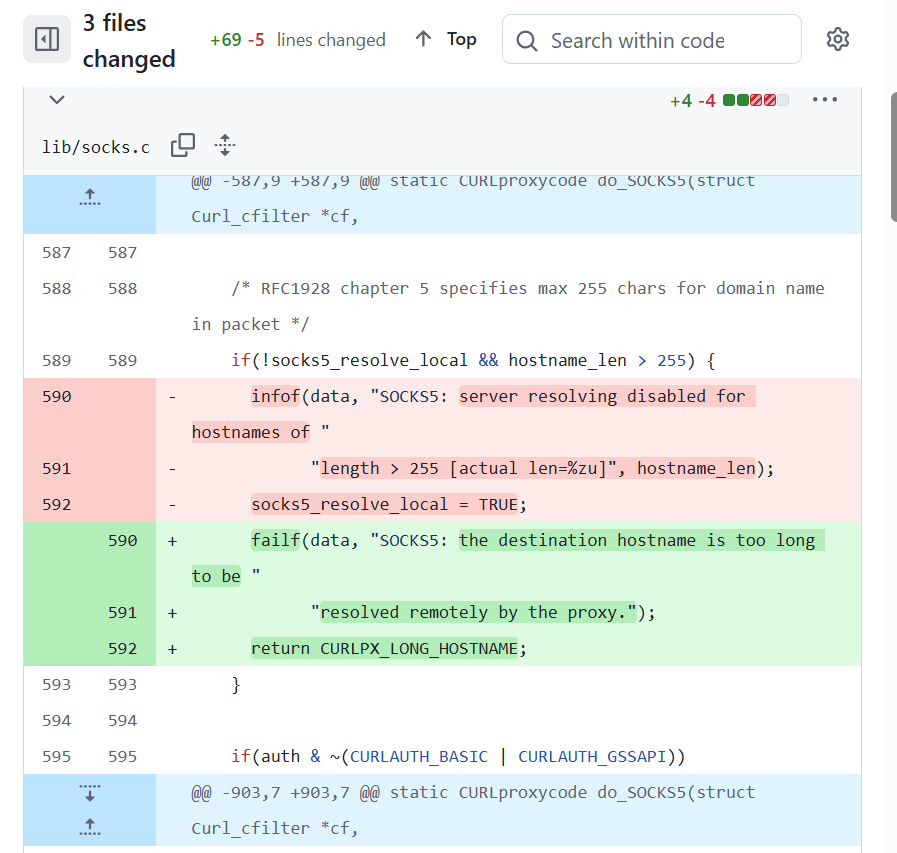 3 files
changed
+69 -5 lines changed
Top
Search within code
+4 -4
lib/socks.c
@@ -587,9 +587,9 @@ static CURLproxycode do_SOCKS5(struct
Curl_cfilter *cf,
587 587
588 588 /* RFC1928 chapter 5 specifies max 255 chars for domain name
in packet */
589 589 if(!socks5_resolve_local && hostname_len > 255) {
590 - infof(data, "SOCKS5: server resolving disabled for
hostnames of "
591 - "length > 255 [actual len=%zu]", hostname_len);
592 - socks5_resolve_local = TRUE;
590 + failf(data, "SOCKS5: the destination hostname is too long
to be "
591 + "resolved remotely by the proxy.");
592 + return CURLPX_LONG_HOSTNAME;
593 593 }
594 594
595 595 if(auth & ~(CURLAUTH_BASIC | CURLAUTH_GSSAPI))
@@ -903,7 +903,7 @@ static CURLproxycode do_SOCKS5(struct
Curl_cfilter *cf,